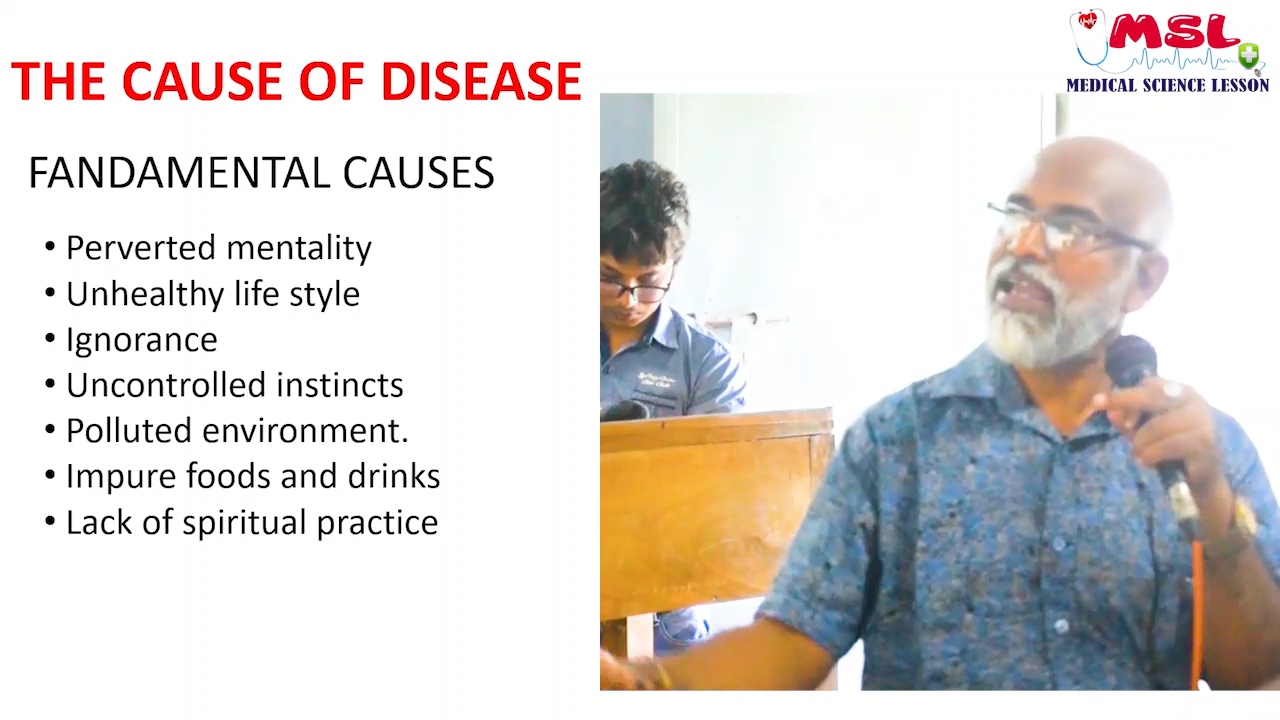 MSL
MEDICAL SCIENCE LESSON
THE CAUSE OF DISEASE
FANDAMENTAL CAUSES
• Perverted mentality
• Unhealthy life style
• Ignorance
• Uncontrolled instincts
• Polluted environment.
• Impure foods and drinks
• Lack of spiritual practice